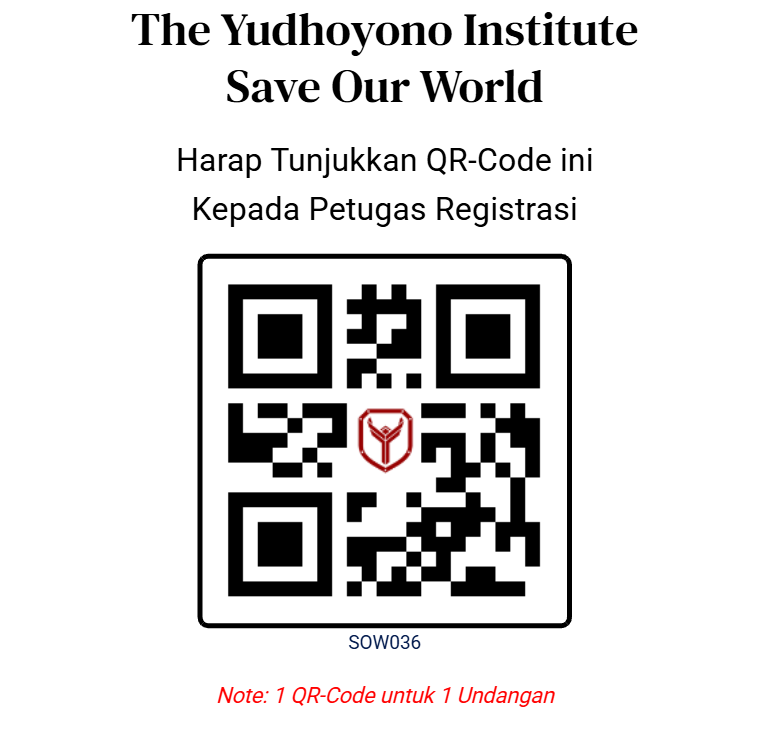 The Yudhoyono Institute
Save Our World
Harap Tunjukkan QR-Code ini
Kepada Petugas Registrasi
SOW036
Note: 1 QR-Code untuk 1 Undangan